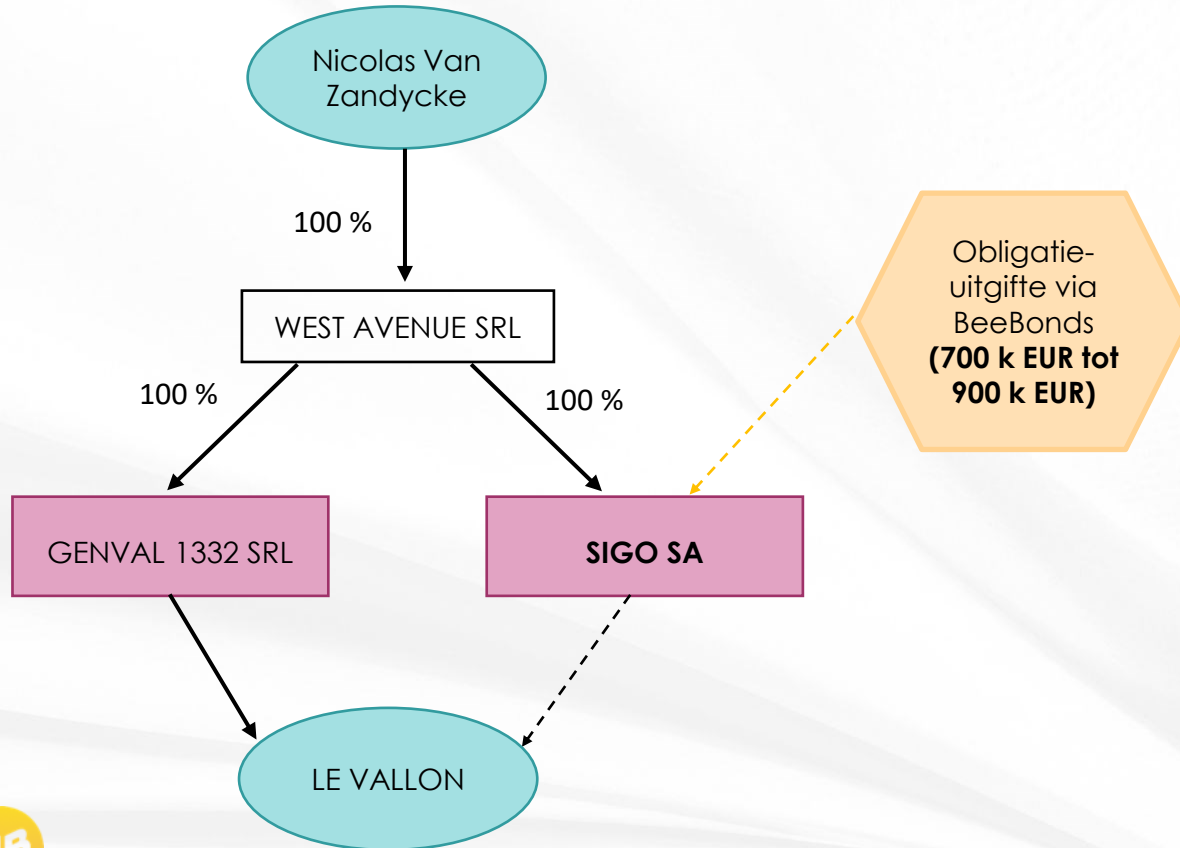 Nicolas Van
Zandycke
100 %
WEST AVENUE SRL
100 %
100 %
Obligatie-
uitgifte via
BeeBonds
(700 k EUR tot
900 k EUR)
GENVAL 1332 SRL
SIGO SA
LE VALLON